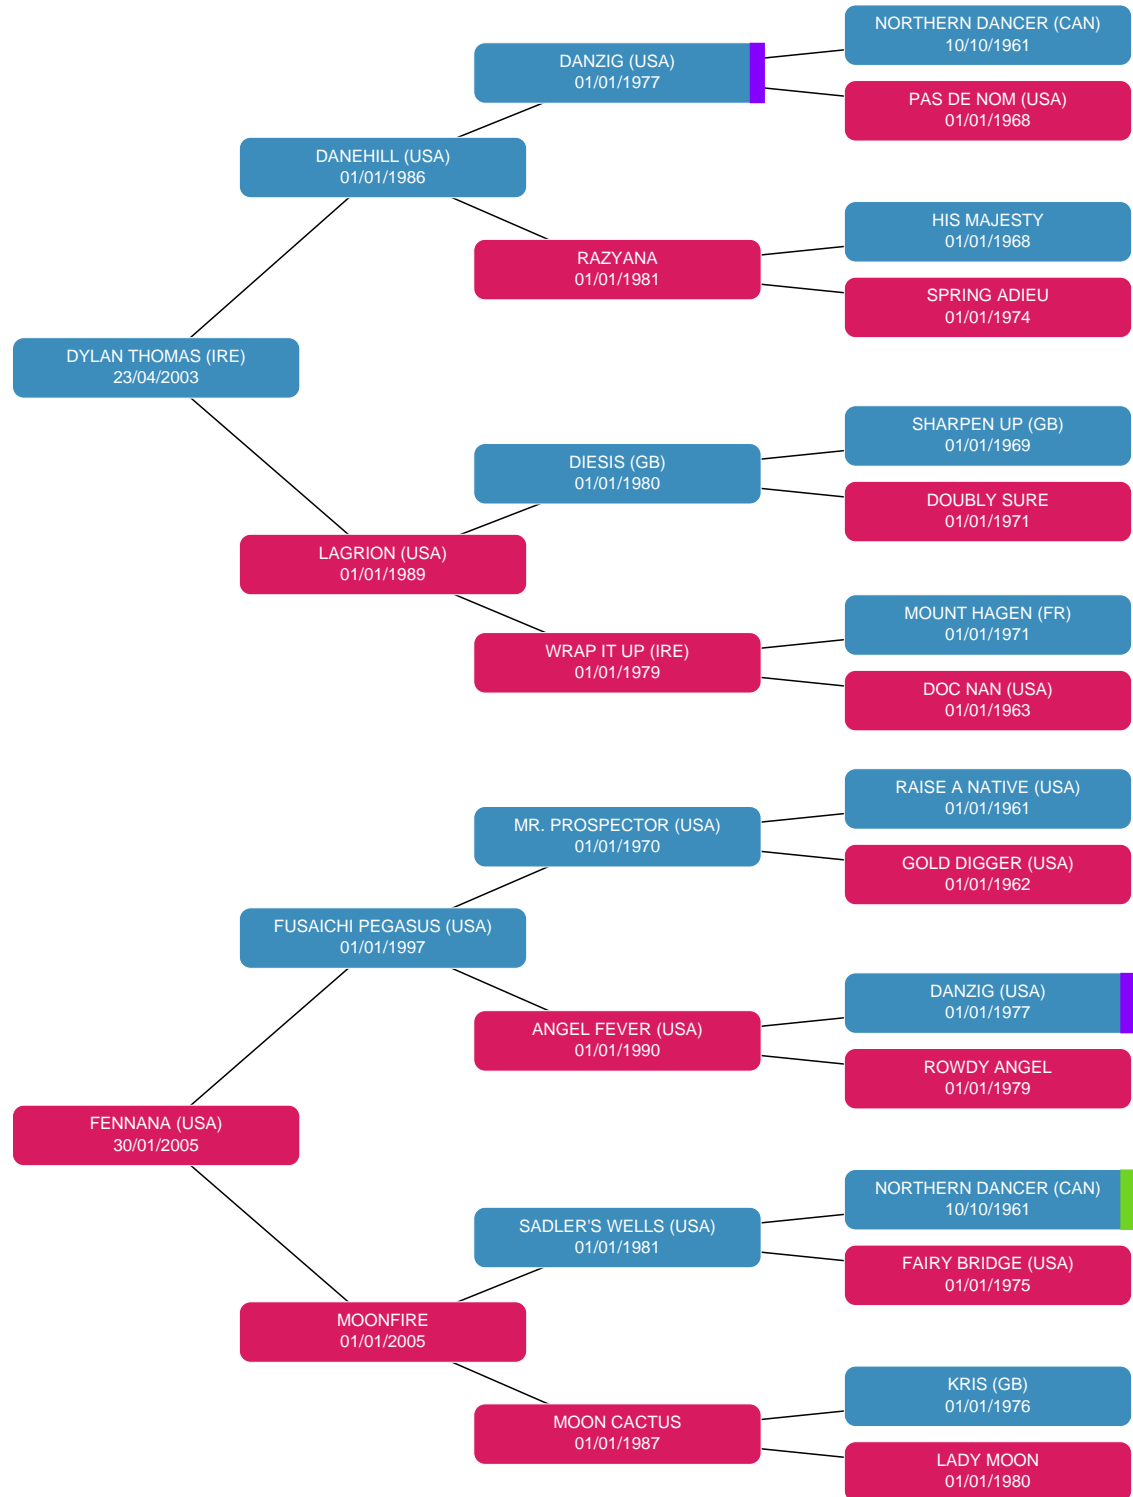 NORTHERN DANCER (CAN)
10/10/1961
DANZIG (USA)
01/01/1977
PAS DE NOM (USA)
01/01/1968
DANEHILL (USA)
01/01/1986
HIS MAJESTY
01/01/1968
RAZYANA
01/01/1981
SPRING ADIEU
01/01/1974
DYLAN THOMAS (IRE)
23/04/2003
SHARPEN UP (GB)
01/01/1969
DIESIS (GB)
01/01/1980
DOUBLY SURE
01/01/1971
LAGRION (USA)
01/01/1989
MOUNT HAGEN (FR)
01/01/1971
WRAP IT UP (IRE)
01/01/1979
DOC NAN (USA)
01/01/1963
RAISE A NATIVE (USA)
01/01/1961
MR. PROSPECTOR (USA)
01/01/1970
GOLD DIGGER (USA)
01/01/1962
FUSAICHI PEGASUS (USA)
01/01/1997
DANZIG (USA)
01/01/1977
ANGEL FEVER (USA)
01/01/1990
ROWDY ANGEL
01/01/1979
FENNANA (USA)
30/01/2005
NORTHERN DANCER (CAN)
10/10/1961
SADLER'S WELLS (USA)
01/01/1981
FAIRY BRIDGE (USA)
01/01/1975
MOONFIRE
01/01/2005
KRIS (GB)
01/01/1976
MOON CACTUS
01/01/1987
LADY MOON
01/01/1980